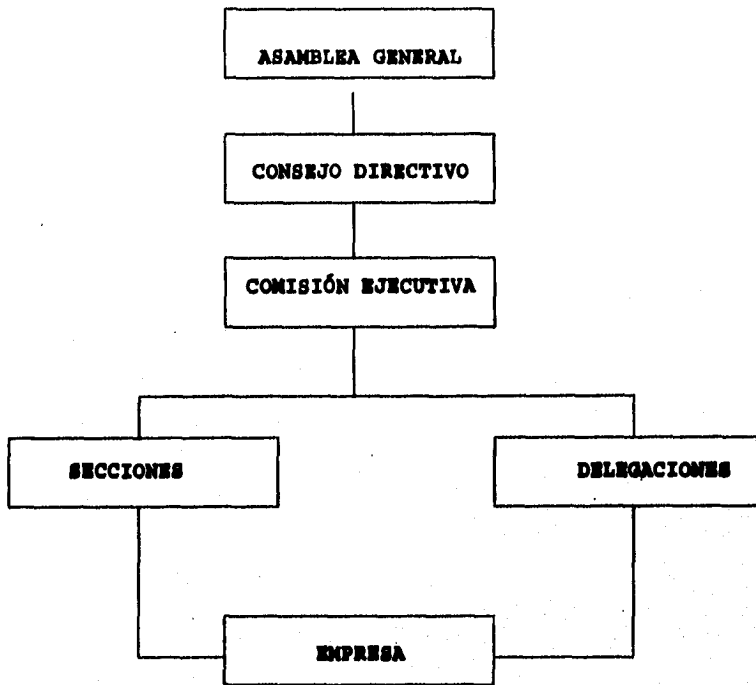 ASAMBLEA GENERAL
CONSEJO DIRECTIVO
COMISIÓN EJECUTIVA
SECCIONES
DELEGACIONES
EMPRESA